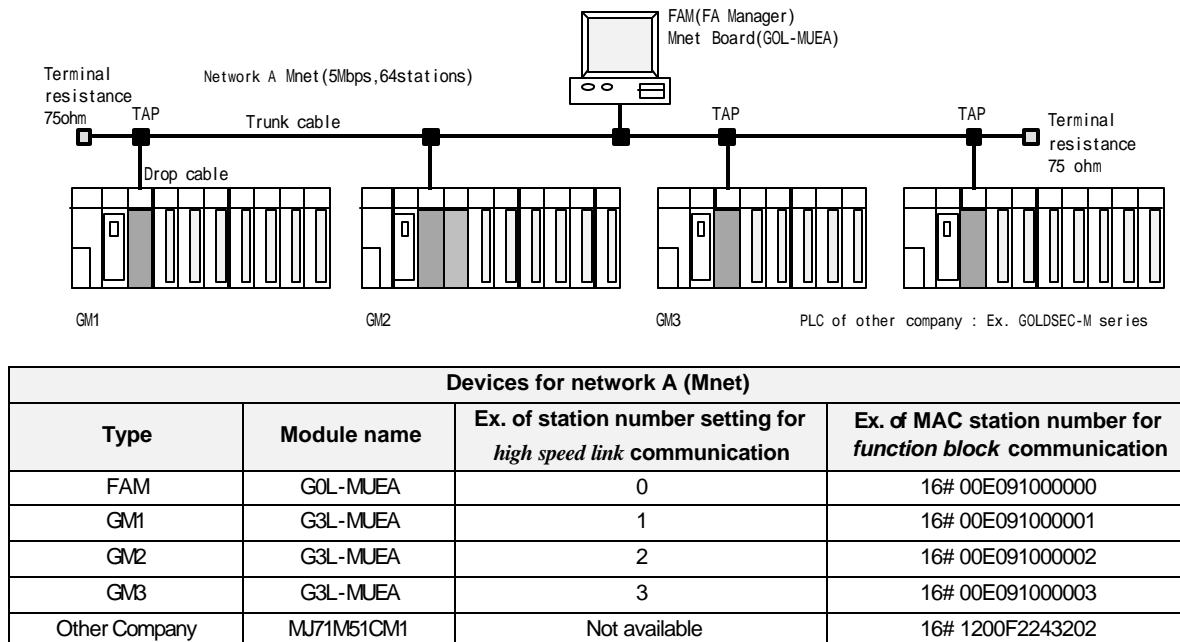 FAM(FA Manager)
Mnet Board(GOL-MUEA)
Terminal
resistance
75ohm
Network A Mnet(5Mbps,64stations)
TAP
Trunk cable
TAP
TAP
Terminal
resistance
75 ohm
Drop cable
GM1
GM2
GM3
PLC of other company : Ex. GOLDSEC-M series
Devices for network A (Mnet)
Type
Module name
Ex. of station number setting for
high speed link communication
Ex. of MAC station number for
function block communication
FAM G0L-MUEA 0 16# 00E091000000
GM1 G3L-MUEA 1 16# 00E091000001
GM2 G3L-MUEA 2 16# 00E091000002
GM3 G3L-MUEA 3 16# 00E091000003
Other Company MJ71M51CM1 Not available 16# 1200F2243202